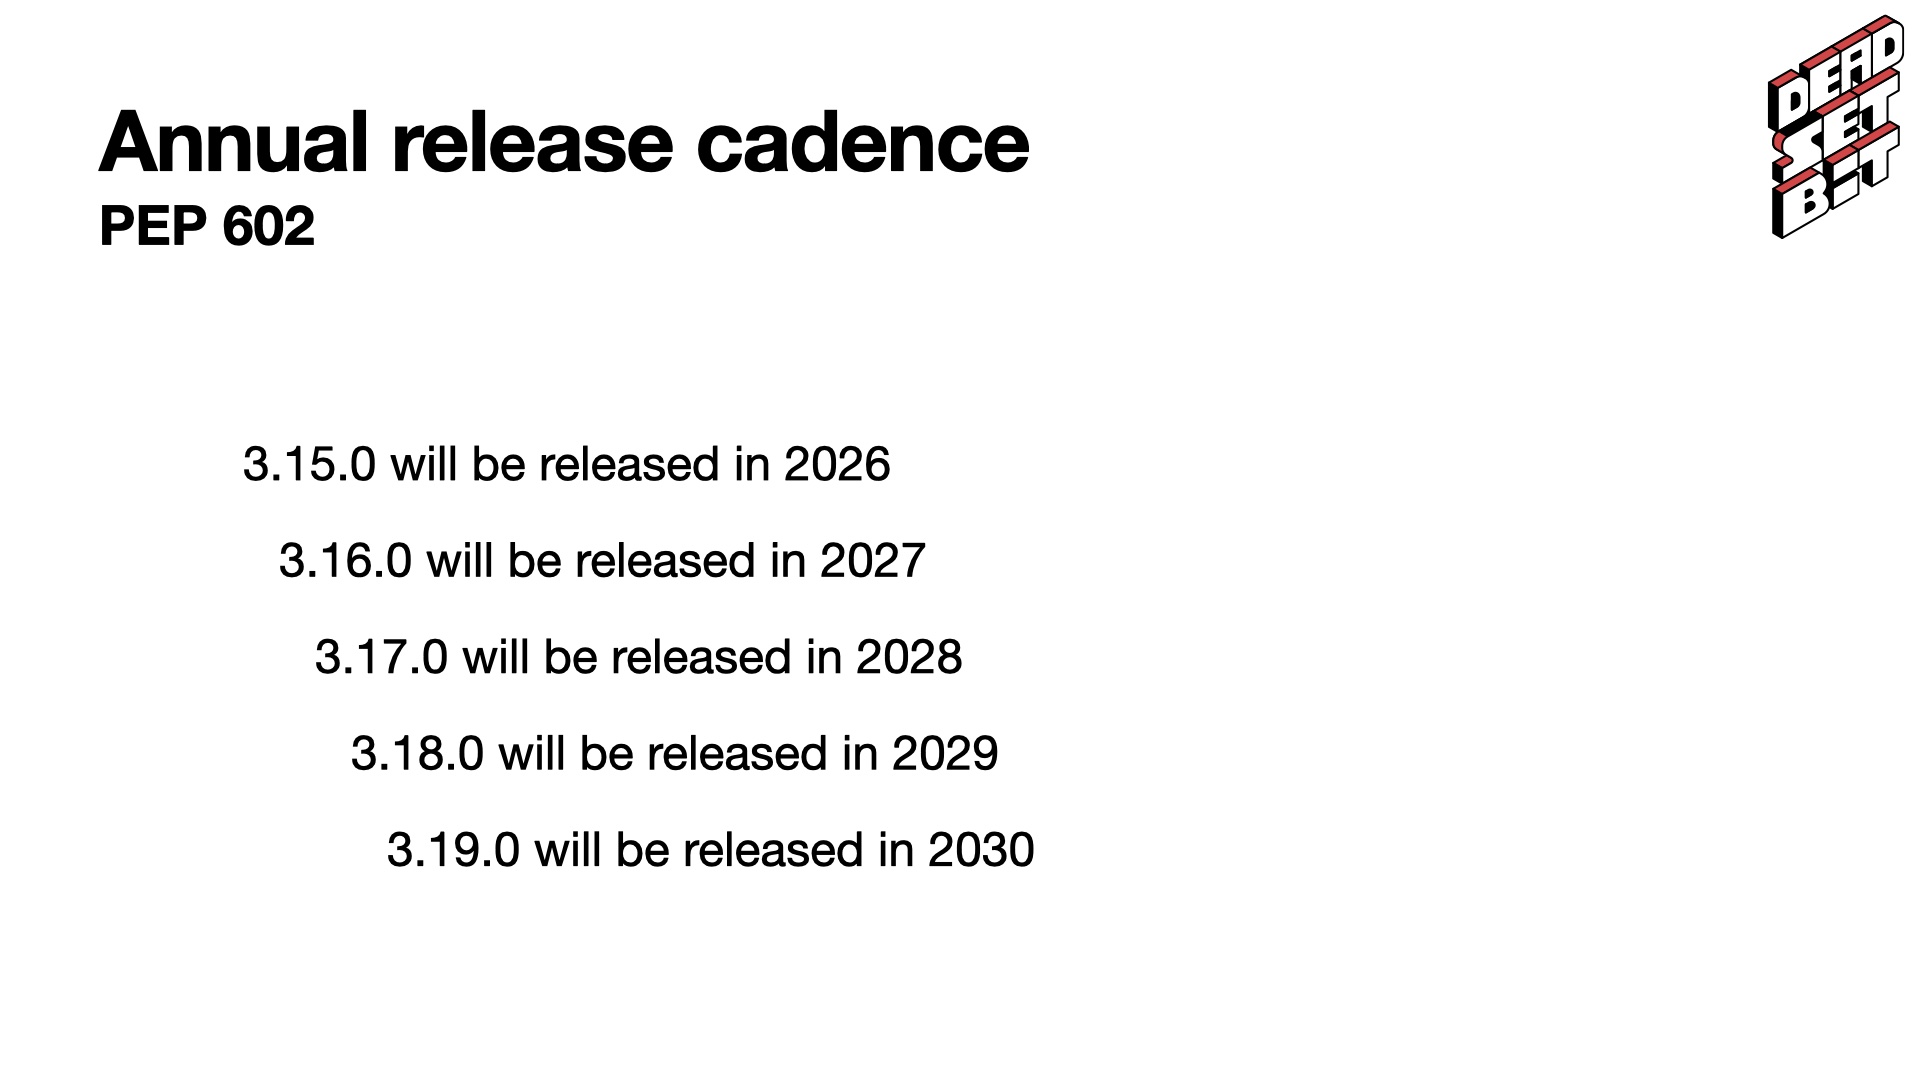 Annual release cadence
PEP 602
3.15.0 will be released in 2026
3.16.0 will be released in 2027
3.17.0 will be released in 2028
3.18.0 will be released in 2029
3.19.0 will be released in 2030
DEAD
SET
BiT